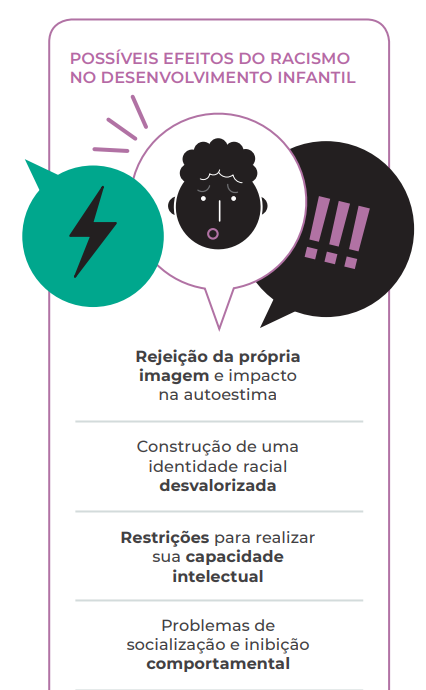 POSSÍVEIS EFEITOS DO RACISMO
NO DESENVOLVIMENTO INFANTIL
!!!
Rejeição da própria
imagem e impacto
na autoestima
Construção de uma
identidade racial
desvalorizada
Restrições para realizar
sua capacidade
intelectual
Problemas de
socialização e inibição
comportamental